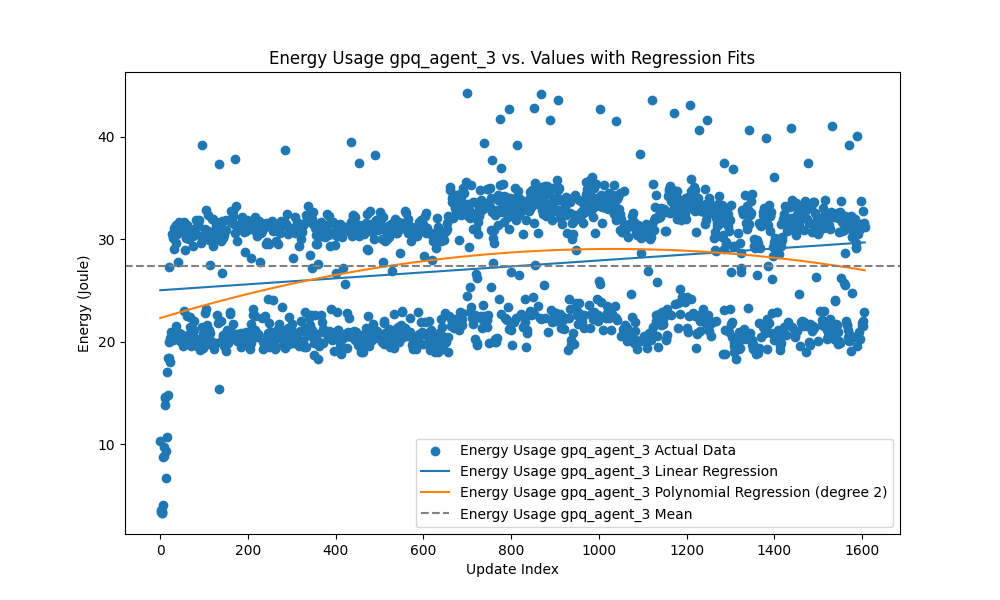 Energy Usage gpq_agent_3 vs. Values with Regression Fits
Energy (Joule)
40
30
20
10
Energy Usage gpq_agent_3 Actual Data
Energy Usage gpq_agent_3 Linear Regression
Energy Usage gpq_agent_3 Polynomial Regression (degree 2)
Energy Usage gpq_agent_3 Mean
0 200 400 600 800 1000 1200 1400 1600
Update Index